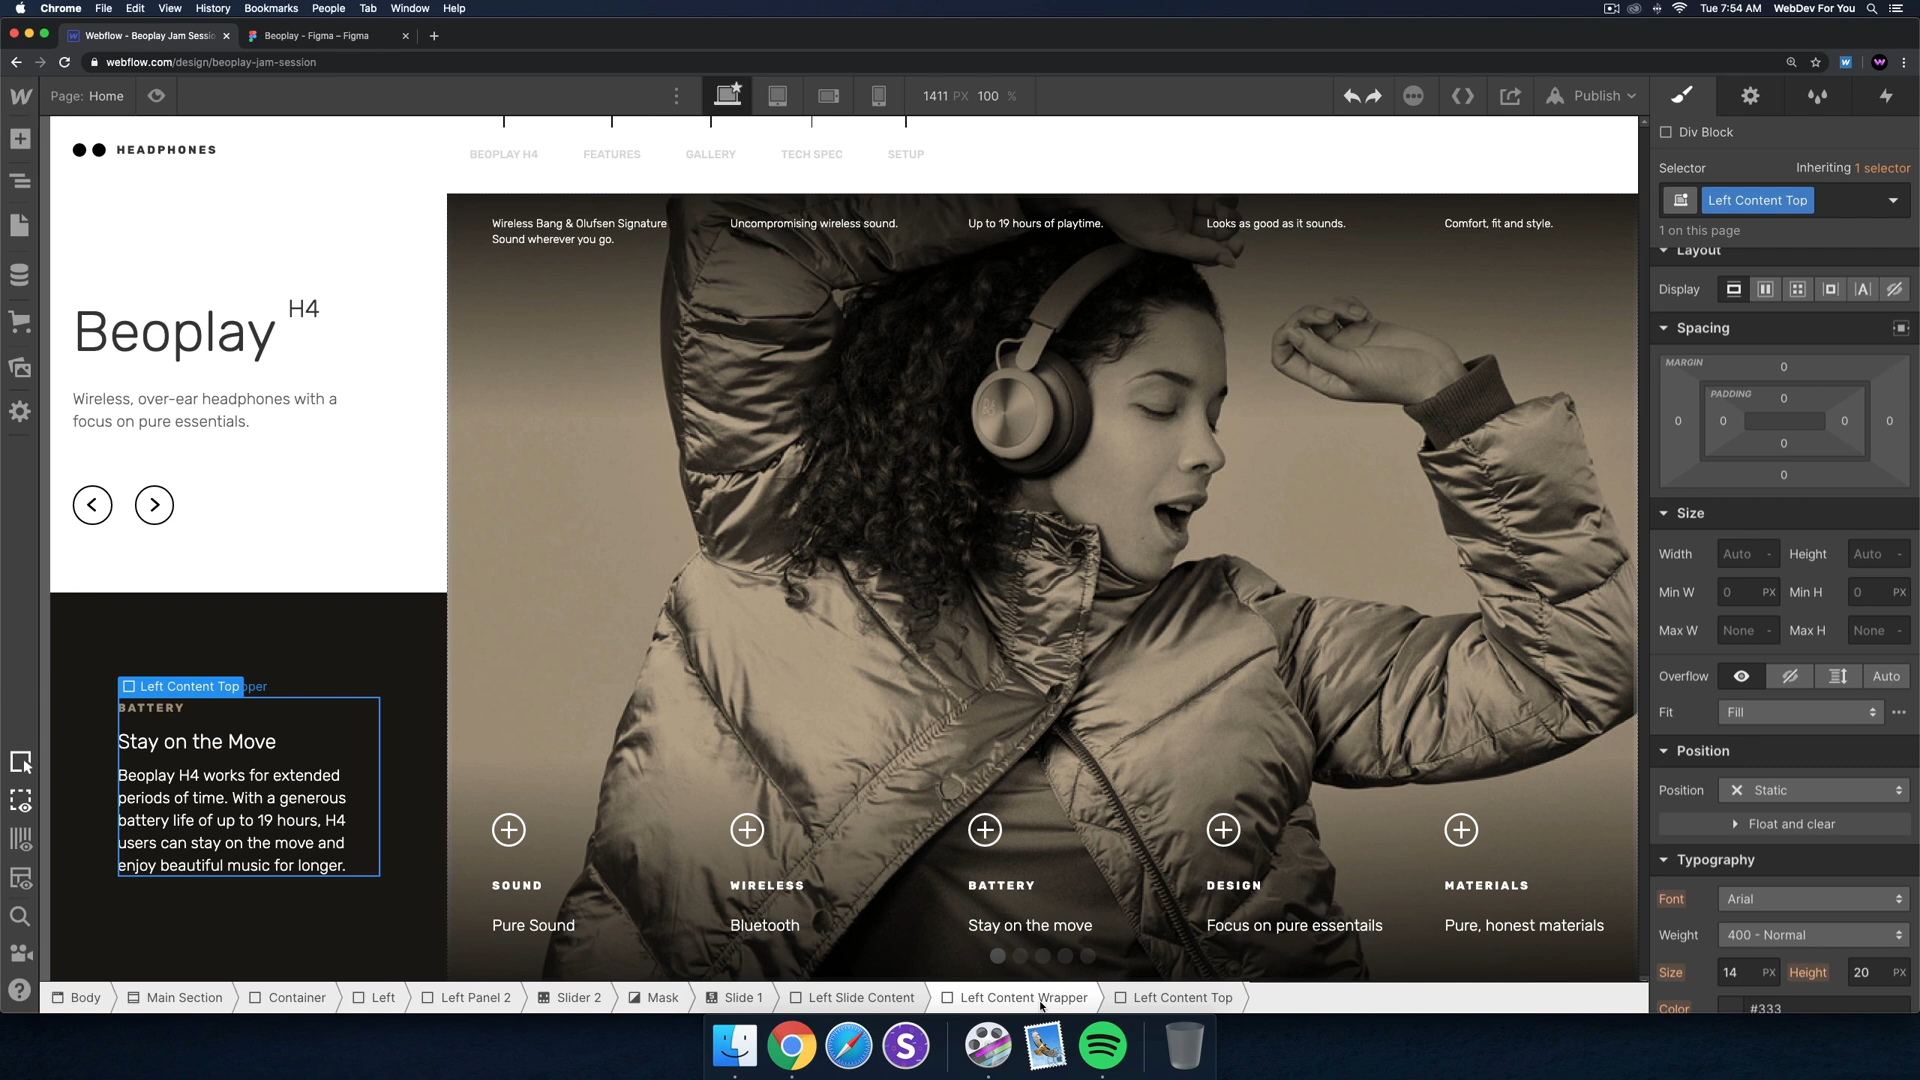 Chrome File Edit View History Bookmarks People Tab Window Help
Tue 7:54 AM WebDev For You
Webflow - Beoplay Jam Sessio
Beoplay - Figma – Figma
webflow.com/design/beoplay-jam-session
Page: Home
1411 PX 100 %
Publish
HEADPHONES
BEOPLAY H4 FEATURES GALLERY TECH SPEC SETUP
Wireless Bang & Olufsen Signature
Sound wherever you go.
Uncompromising wireless sound.
Up to 19 hours of playtime.
Looks as good as it sounds.
Comfort, fit and style.
Beoplay H4
Wireless, over-ear headphones with a
focus on pure essentials.
Left Content Top
pper
BATTERY
Stay on the Move
Beoplay H4 works for extended
periods of time. With a generous
battery life of up to 19 hours, H4
users can stay on the move and
enjoy beautiful music for longer.
SOUND
Pure Sound
WIRELESS
Bluetooth
BATTERY
Stay on the move
DESIGN
Focus on pure essentails
MATERIALS
Pure, honest materials
Body Main Section Container Left Left Panel 2 Slider 2 Mask Slide 1 Left Slide Content Left Content Wrapper Left Content Top
Div Block
Selector Inheriting 1 selector
Left Content Top
1 on this page
Layout
Display
Spacing
MARGIN
0
PADDING
0
0 0 0 0
0
0
Size
Width Auto - Height Auto -
Min W 0 PX Min H 0 PX
Max W None - Max H None -
Overflow Auto
Fit Fill
Position
Position Static
Float and clear
Typography
Font Arial
Weight 400 - Normal
Size 14 PX Height 20 PX
Color #333